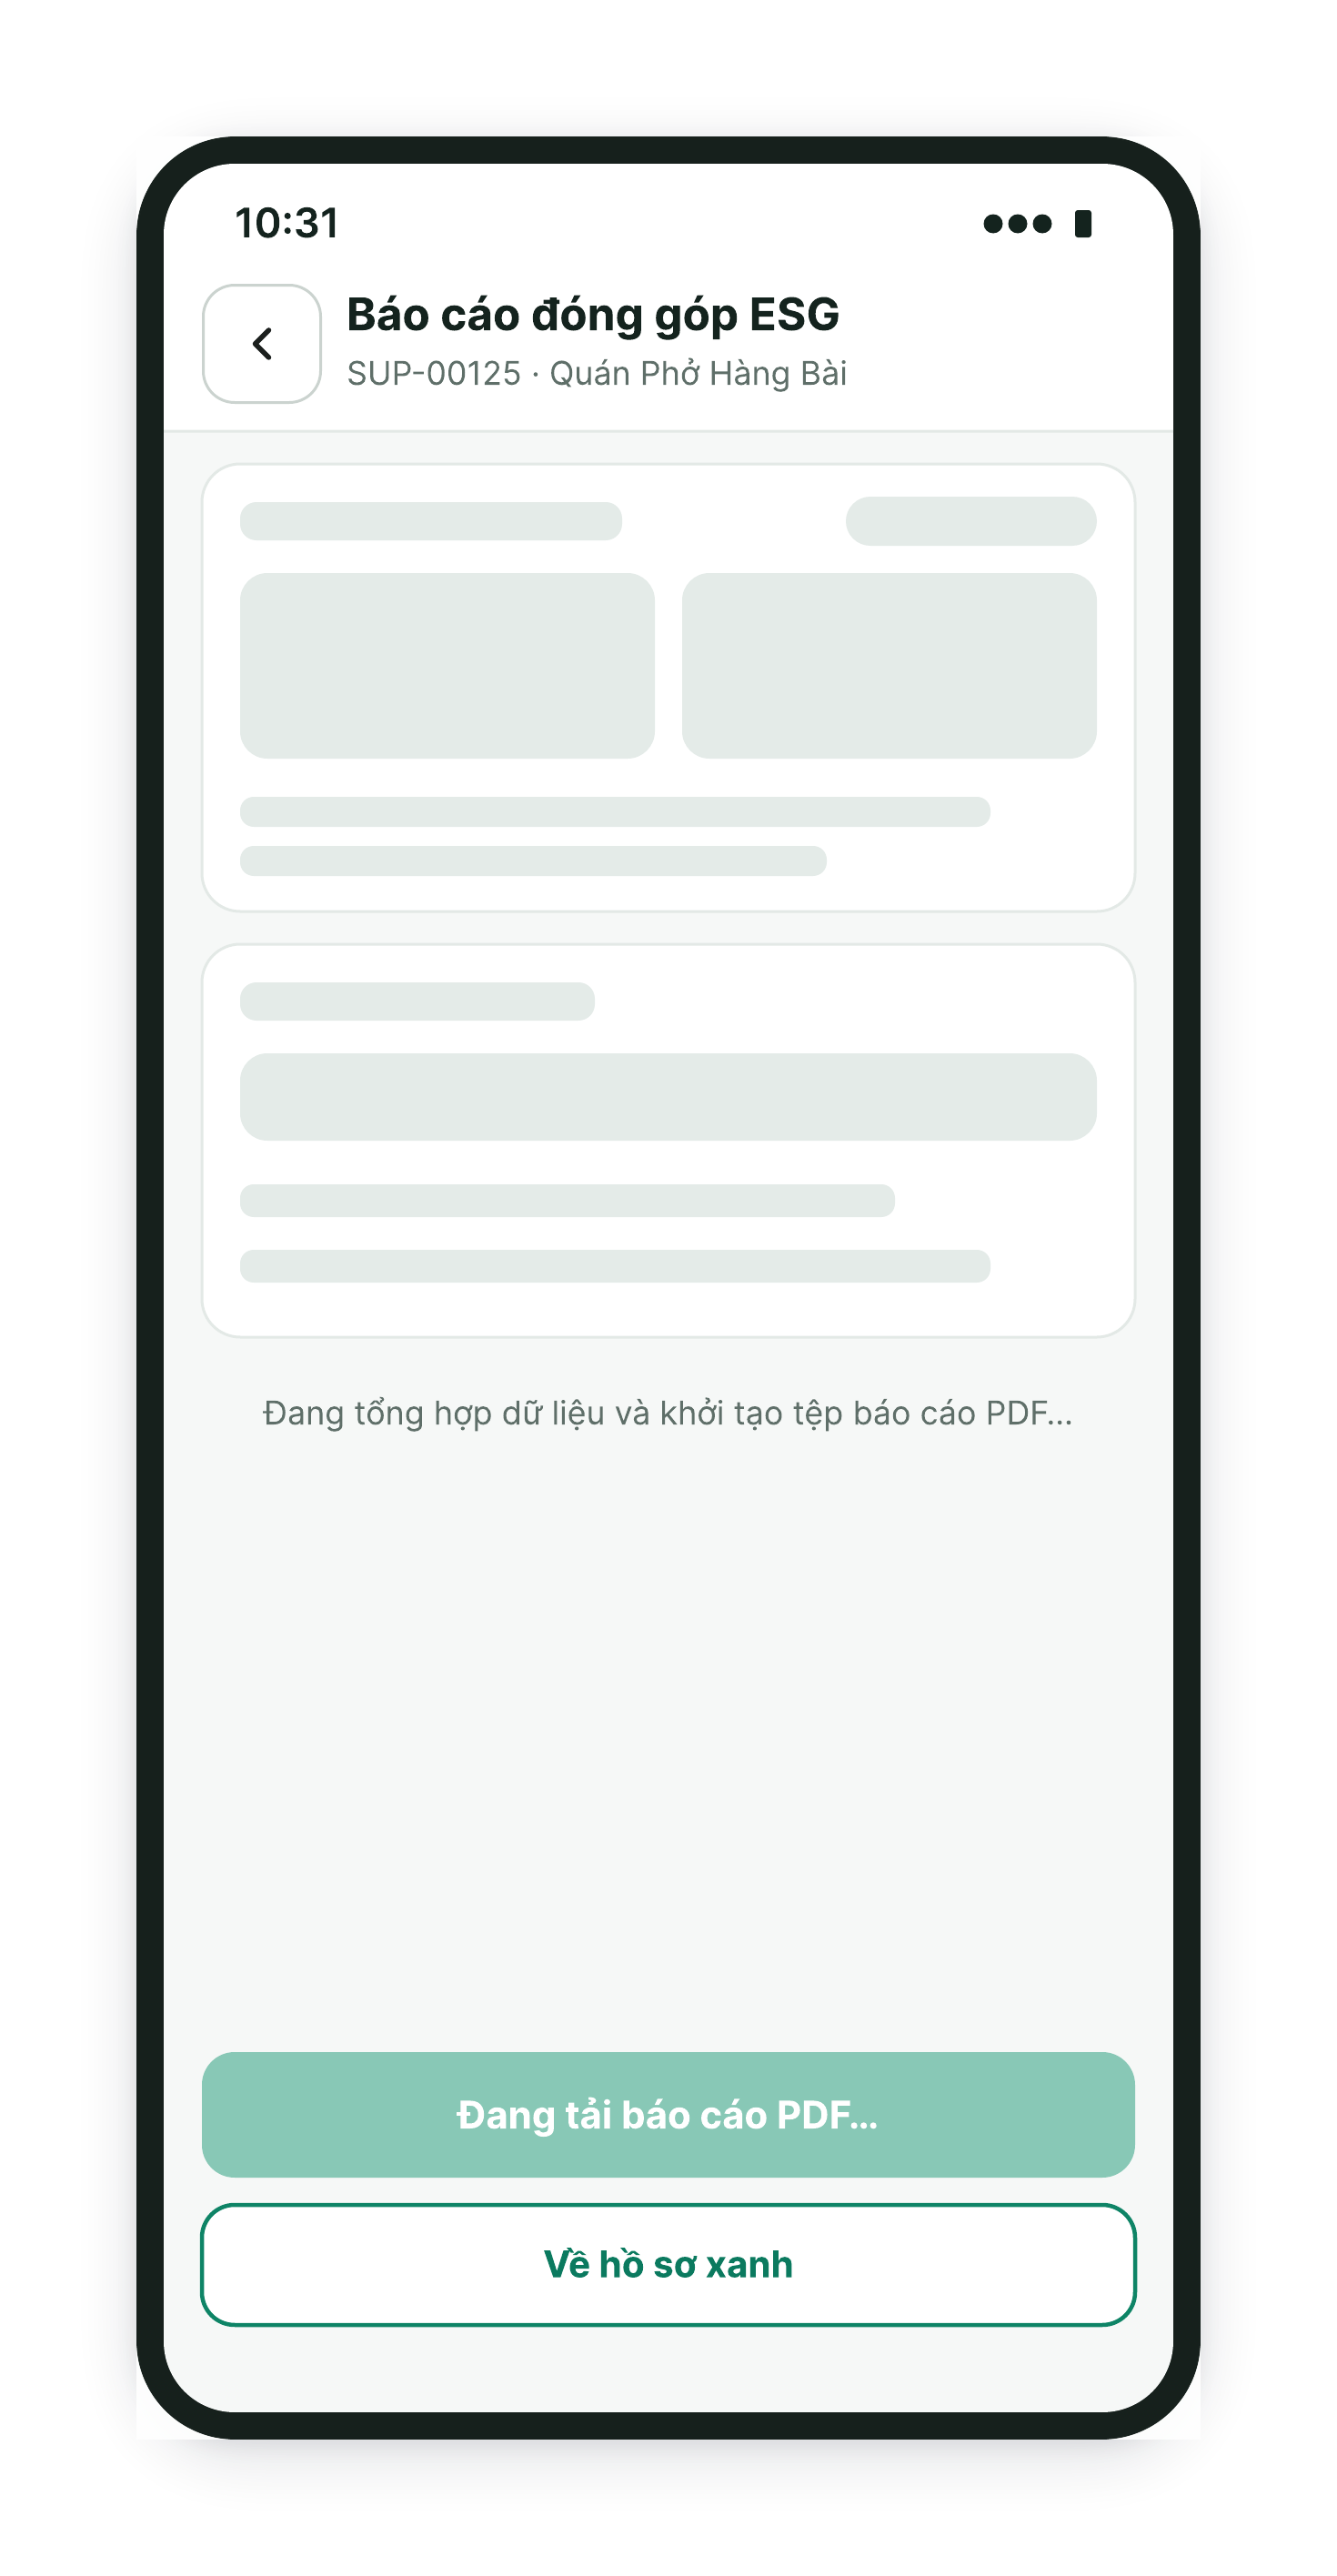 10:31
Báo cáo đóng góp ESG
SUP-00125 · Quán Phở Hàng Bài
Đang tổng hợp dữ liệu và khởi tạo tệp báo cáo PDF...
Đang tải báo cáo PDF...
Về hồ sơ xanh